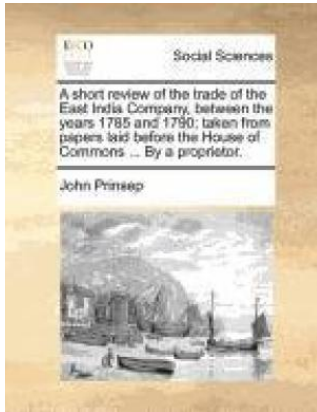 ECCO
Social Sciences
A short review of the trade of the
East India Company, between the
years 1785 and 1790; taken from
papers laid before the House of
Commons ... By a proprietor.
John Prinsep